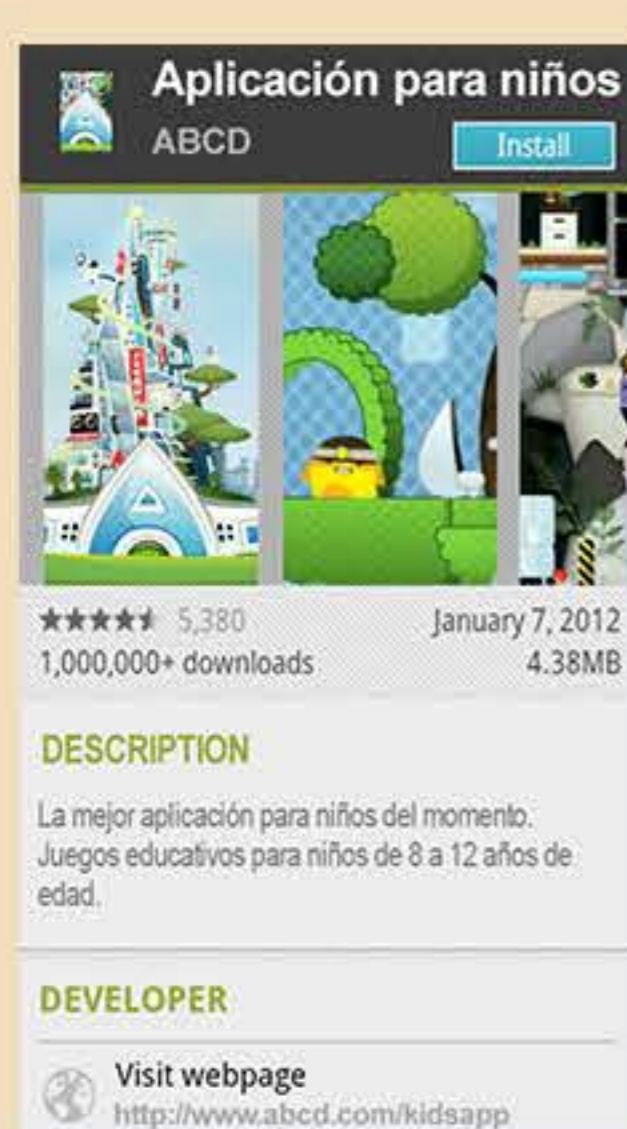 Aplicación para niños
ABCD
Install
5,380
January 7, 2012
1,000,000+ downloads
4.38MB
DESCRIPTION
La mejor aplicación para niños del momento.
Juegos educativos para niños de 8 a 12 años de
edad.
DEVELOPER
Visit webpage
http://www.abcd.com/kidsapp